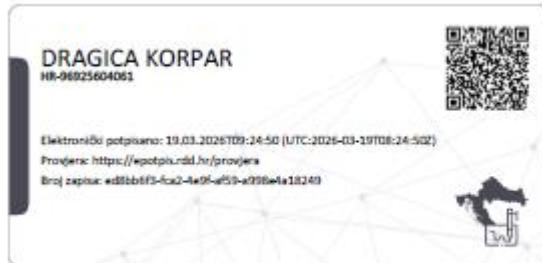 DRAGICA KORPAR
HR-96925604061
Elektronički potpisano: 19.03.2026T09:24:50 (UTC:2026-03-19T08:24:50Z)
Provjera: https://epotpis.rdd.hr/provjera
Broj zapisa: ed8bb6f3-fca2-4e9f-af59-a998e4a18249